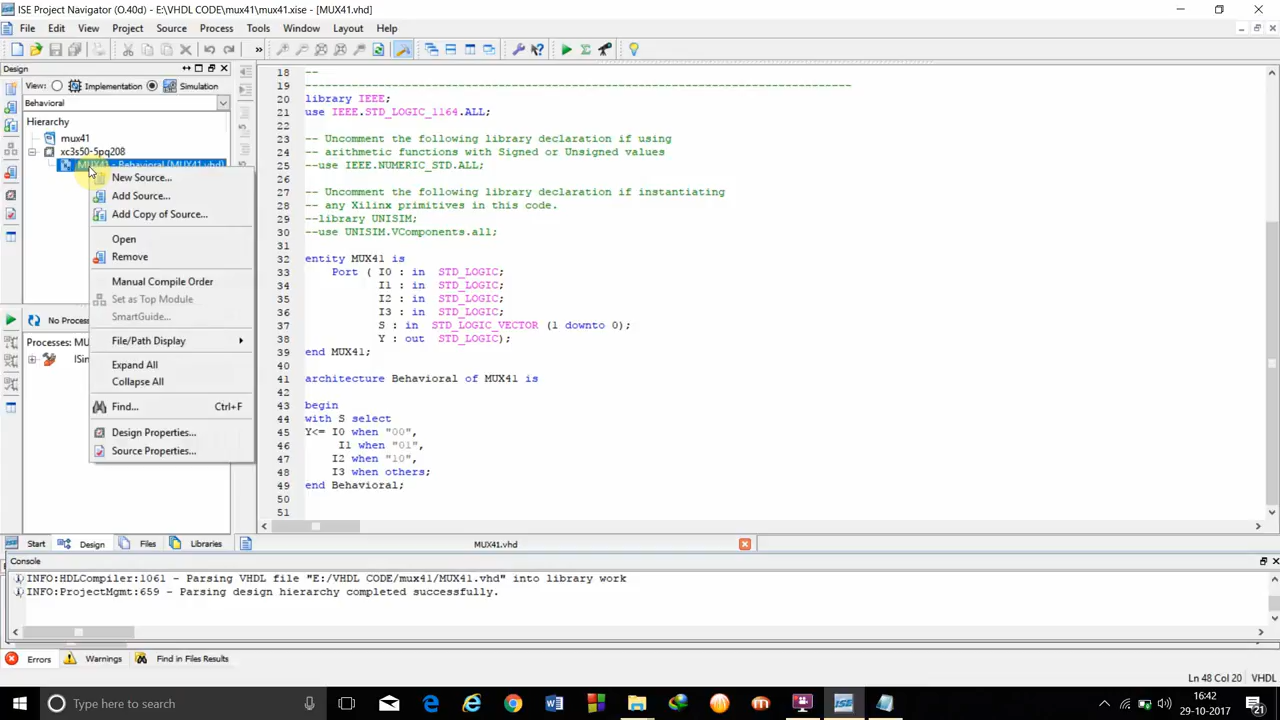 ISE Project Navigator (O.40d) - E:\VHDL CODE\mux41\mux41.xise - [MUX41.vhd]
File Edit View Project Source Process Tools Window Layout Help
Design
View: Implementation Simulation
Behavioral
Hierarchy
mux41
xc3s50-5pq208
MUX41 - Behavioral (MUX41.vhd)
New Source...
Add Source...
Add Copy of Source...
Open
Remove
Manual Compile Order
Set as Top Module
SmartGuide...
File/Path Display
Expand All
Collapse All
Find... Ctrl+F
Design Properties...
Source Properties...
No Process
Processes: MU
ISin
18 --
19 --------------------------------------------------------------------------------
20 library IEEE;
21 use IEEE.STD_LOGIC_1164.ALL;
22
23 -- Uncomment the following library declaration if using
24 -- arithmetic functions with Signed or Unsigned values
25 --use IEEE.NUMERIC_STD.ALL;
26
27 -- Uncomment the following library declaration if instantiating
28 -- any Xilinx primitives in this code.
29 --library UNISIM;
30 --use UNISIM.VComponents.all;
31
32 entity MUX41 is
33 Port ( I0 : in STD_LOGIC;
34 I1 : in STD_LOGIC;
35 I2 : in STD_LOGIC;
36 I3 : in STD_LOGIC;
37 S : in STD_LOGIC_VECTOR (1 downto 0);
38 Y : out STD_LOGIC);
39 end MUX41;
40
41 architecture Behavioral of MUX41 is
42
43 begin
44 with S select
45 Y<= I0 when "00",
46 I1 when "01",
47 I2 when "10",
48 I3 when others;
49 end Behavioral;
50
51
Start Design Files Libraries
MUX41.vhd
Console
INFO:HDLCompiler:1061 - Parsing VHDL file "E:/VHDL CODE/mux41/MUX41.vhd" into library work
INFO:ProjectMgmt:659 - Parsing design hierarchy completed successfully.
Errors Warnings Find in Files Results
Ln 48 Col 20 VHDL
Type here to search
ISE
16:42
29-10-2017
21